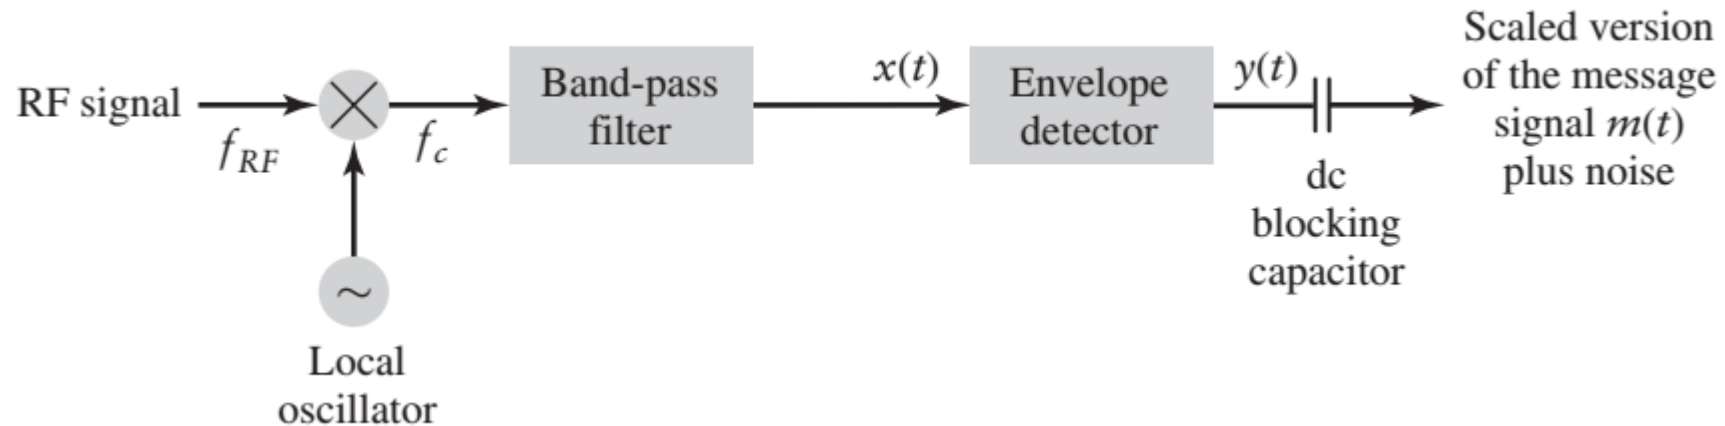 RF signal
f_RF
f_c
Band-pass
filter
x(t)
Envelope
detector
y(t)
dc
blocking
capacitor
Scaled version
of the message
signal m(t)
plus noise
~
Local
oscillator